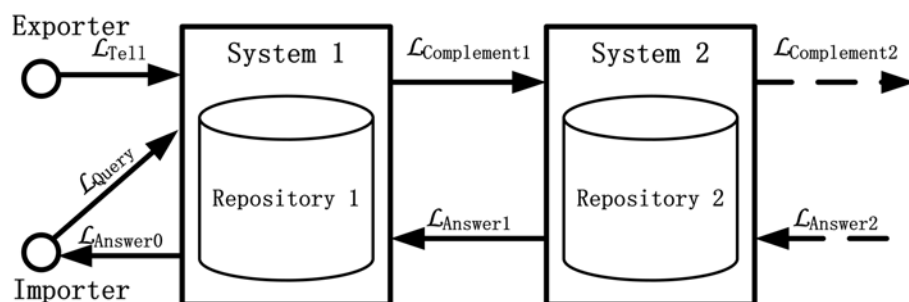 Exporter
ℒTell
System 1
ℒComplement1
System 2
ℒComplement2
ℒQuery
Repository 1
Repository 2
ℒAnswer0
ℒAnswer1
ℒAnswer2
Importer